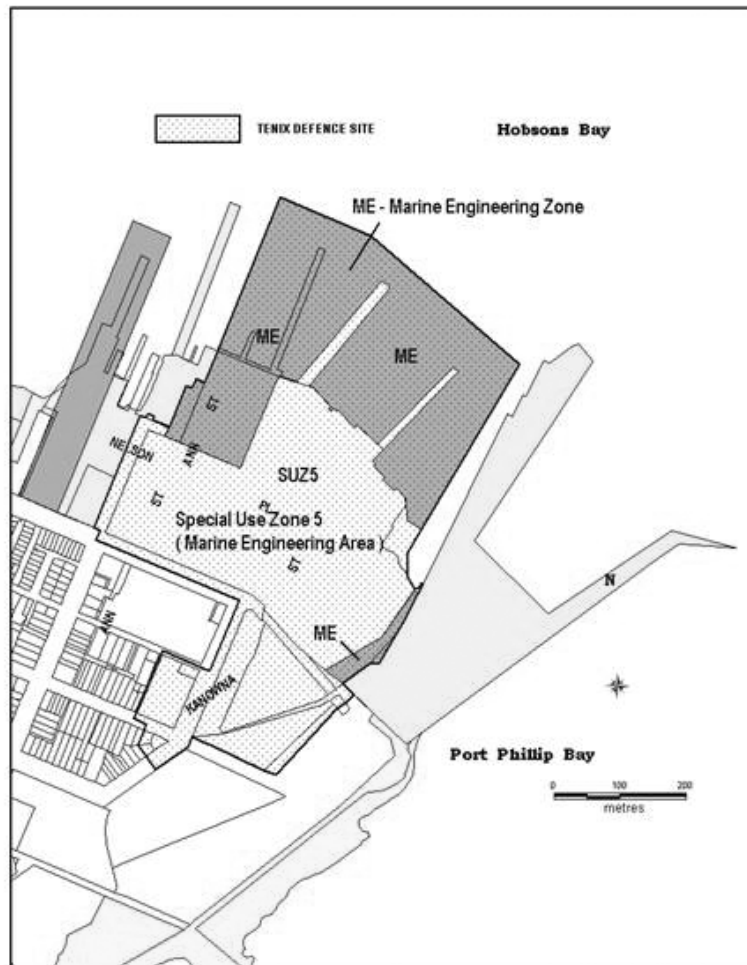 TENIX DEFENCE SITE
Hobsons Bay
ME - Marine Engineering Zone
ME
ME
ST
NELSON
ANN
SUZ5
ST
PL
Special Use Zone 5
( Marine Engineering Area )
ST
N
ANN
ME
KANOWNA
Port Phillip Bay
0 100 200
metres